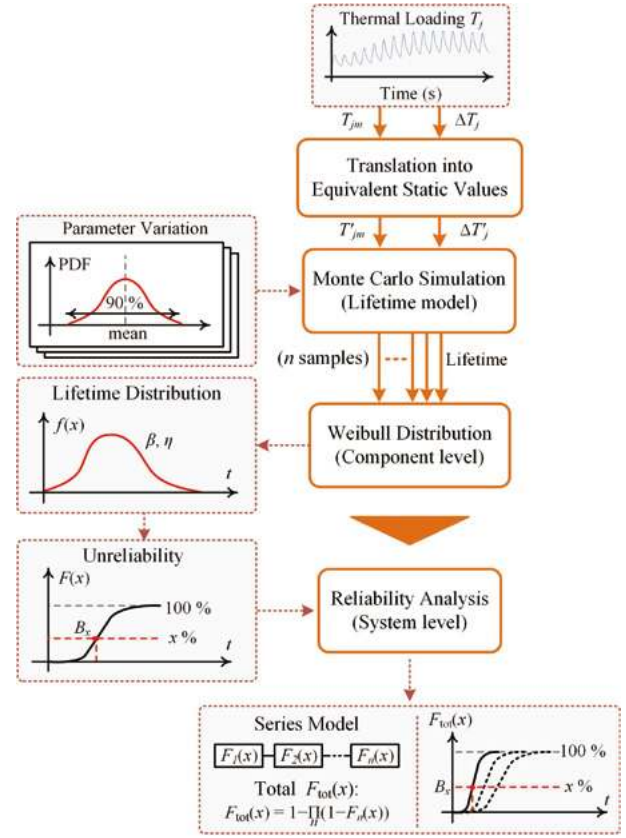 Thermal Loading Tj
Time (s)
Tjm
ΔTj
Translation into
Equivalent Static Values
T'jm
ΔT'j
Parameter Variation
PDF
90 %
mean
Monte Carlo Simulation
(Lifetime model)
(n samples)
Lifetime
Lifetime Distribution
f(x)
β, η
t
Weibull Distribution
(Component level)
Unreliability
F(x)
100 %
Bx
x %
t
Reliability Analysis
(System level)
Series Model
F1(x)
F2(x)
Fn(x)
Total Ftot(x):
Ftot(x) = 1−∏n(1−Fn(x))
Ftot(x)
100 %
Bx
x %
t